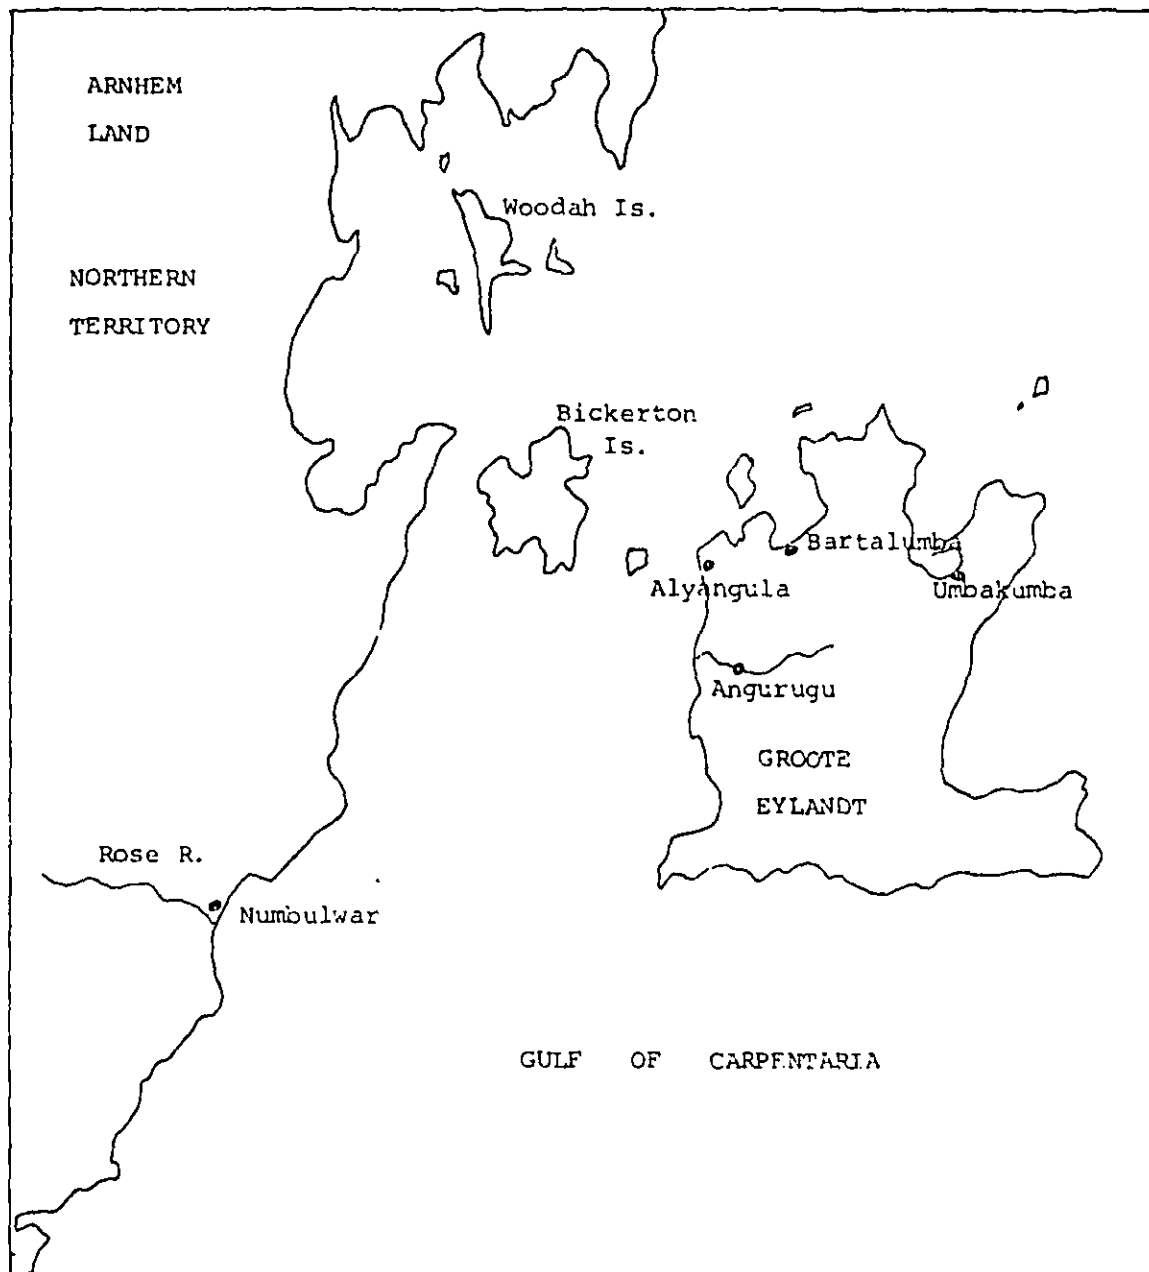 ARNHEM
LAND
Woodah Is.
NORTHERN
TERRITORY
Bickerton
Is.
Bartalumba
Alyangula
Umbakumba
Angurugu
GROOTE
EYLANDT
Rose R.
Numbulwar
GULF OF CARPENTARIA